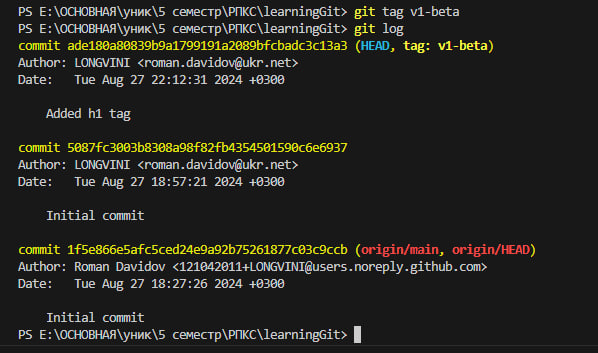 PS E:\ОСНОВНАЯ\уник\5 семестр\РПКС\learningGit> git tag v1-beta
PS E:\ОСНОВНАЯ\уник\5 семестр\РПКС\learningGit> git log
commit ade180a80839b9a1799191a2089bfcbadc3c13a3 (HEAD, tag: v1-beta)
Author: LONGVINI <roman.davidov@ukr.net>
Date:   Tue Aug 27 22:12:31 2024 +0300

    Added h1 tag

commit 5087fc3003b8308a98f82fb4354501590c6e6937
Author: LONGVINI <roman.davidov@ukr.net>
Date:   Tue Aug 27 18:57:21 2024 +0300

    Initial commit

commit 1f5e866e5afc5ced24e9a92b75261877c03c9ccb (origin/main, origin/HEAD)
Author: Roman Davidov <121042011+LONGVINI@users.noreply.github.com>
Date:   Tue Aug 27 18:27:26 2024 +0300

    Initial commit
PS E:\ОСНОВНАЯ\уник\5 семестр\РПКС\learningGit>